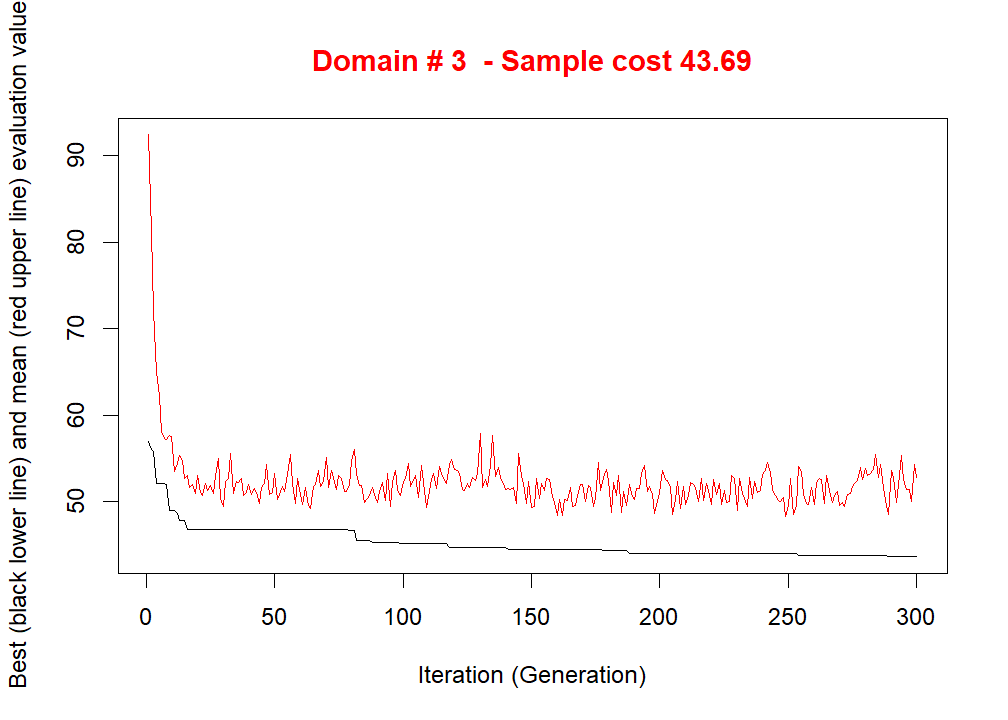 Domain # 3  - Sample cost 43.69
Best (black lower line) and mean (red upper line) evaluation value
90
80
70
60
50
0 50 100 150 200 250 300
Iteration (Generation)